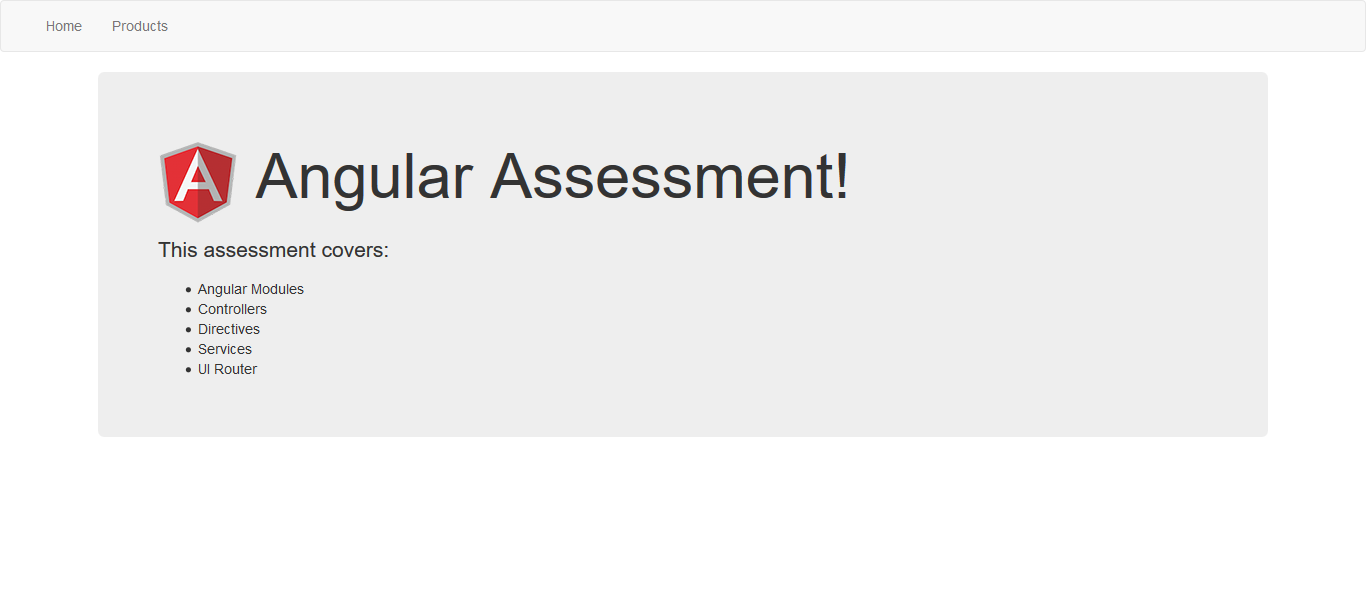 Home Products
Angular Assessment!
This assessment covers:
Angular Modules
Controllers
Directives
Services
UI Router